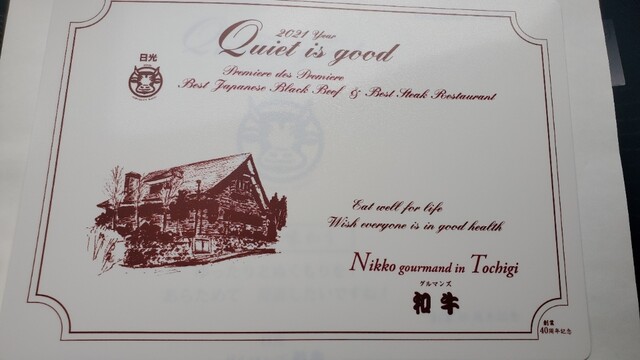 2021 Year
Quiet is good
日光
Premiere des Premiere
Best Japanese Black Beef & Best Steak Restaurant
Eat well for life
Wish everyone is in good health
Nikko gourmand in Tochigi
グルマンズ
和牛
創業
40周年記念